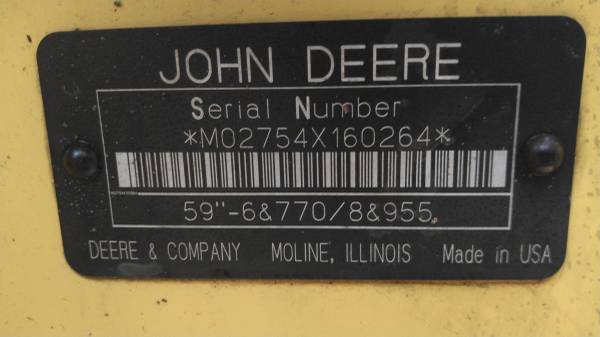 JOHN DEERE
Serial Number
*M02754X160264*
59"-6&770/8&955
DEERE & COMPANY MOLINE, ILLINOIS Made in USA